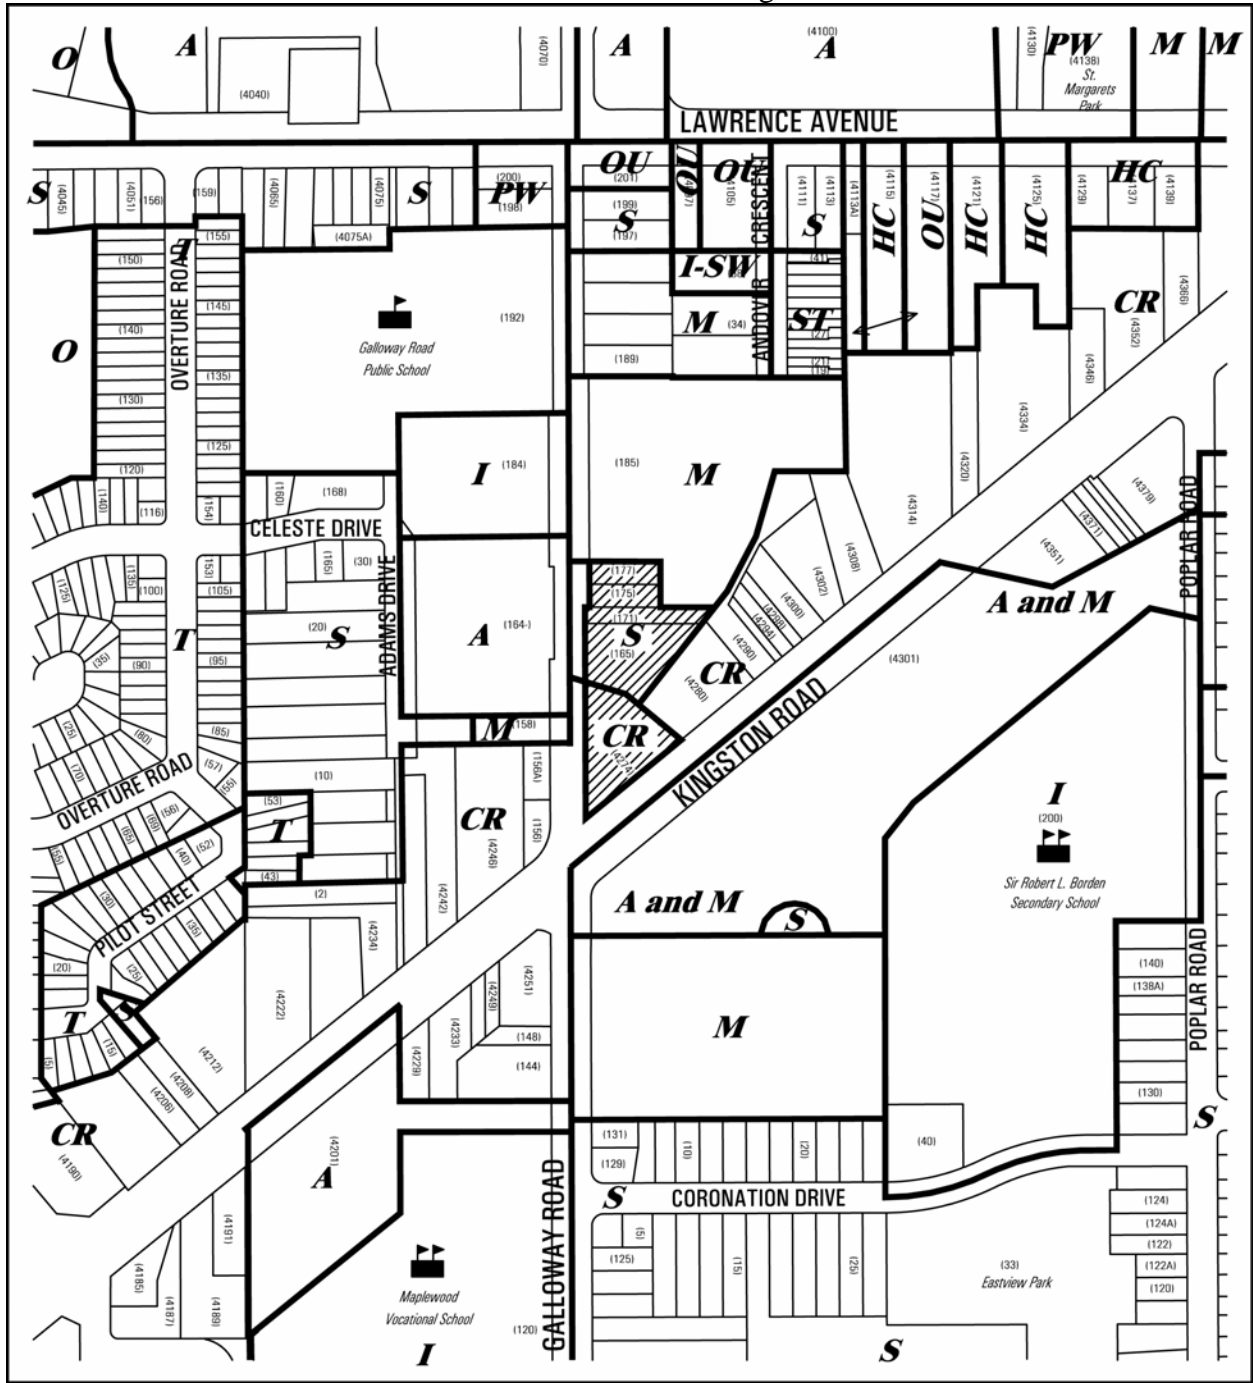 O
A
(4040)
(4070)
A
(4100)
A
(4130)
PW
(4138)
St.
Margarets
Park
M
M
LAWRENCE AVENUE
S
(4045)
(4051)
(156)
(159)
(4065)
(4075)
(4075A)
S
(200)
PW
(198)
OU
(201)
(199)
S
(197)
OU
OU
(4105)
ANDOVER CRESCENT
(4111)
(4113)
S
(4113A)
(4115)
HC
(4117)
OU
(4121)
HC
(4125)
HC
(4129)
HC
(4137)
(4139)
(155)
T
(150)
OVERTURE ROAD
(145)
(140)
(135)
(130)
(125)
(120)
O
(192)
Galloway Road
Public School
I-SW
M
(34)
(189)
(41)
ST
(27)
(21)
(19)
CR
(4366)
(4352)
(4346)
(4334)
(4320)
(4314)
I
(184)
(185)
M
(140)
(116)
(154)
(160)
(168)
CELESTE DRIVE
(4379)
(4371)
(4351)
POPLAR ROAD
(125)
(135)
(100)
(153)
(105)
(165)
(30)
ADAMS DRIVE
(177)
(175)
(171)
S
(165)
(4308)
(4302)
(4300)
(4298)
(4294)
(4290)
CR
(4280)
A and M
(4301)
(20)
S
A
(164-)
T
(35)
(90)
(95)
(25)
(80)
(85)
(70)
(57)
(55)
M
(158)
CR
(4274)
KINGSTON ROAD
OVERTURE ROAD
(10)
(156A)
(53)
T
(43)
CR
(4246)
(156)
I
(200)
Sir Robert L. Borden
Secondary School
(55)
(65)
(69)
(56)
(40)
(52)
(2)
(4242)
(4234)
A and M
S
(30)
PILOT STREET
(35)
(20)
(25)
S
T
(15)
(5)
(4222)
(4212)
(4208)
(4206)
(4251)
(4249)
(4233)
(4229)
(148)
(144)
M
(140)
(138A)
POPLAR ROAD
(130)
S
CR
(4190)
(4201)
A
(131)
(129)
(10)
(20)
(40)
S
CORONATION DRIVE
(124)
(124A)
(122)
(122A)
(120)
(4191)
(4185)
(4187)
(4189)
Maplewood
Vocational School
I
(120)
GALLOWAY ROAD
(5)
(125)
(15)
(25)
(33)
Eastview Park
S